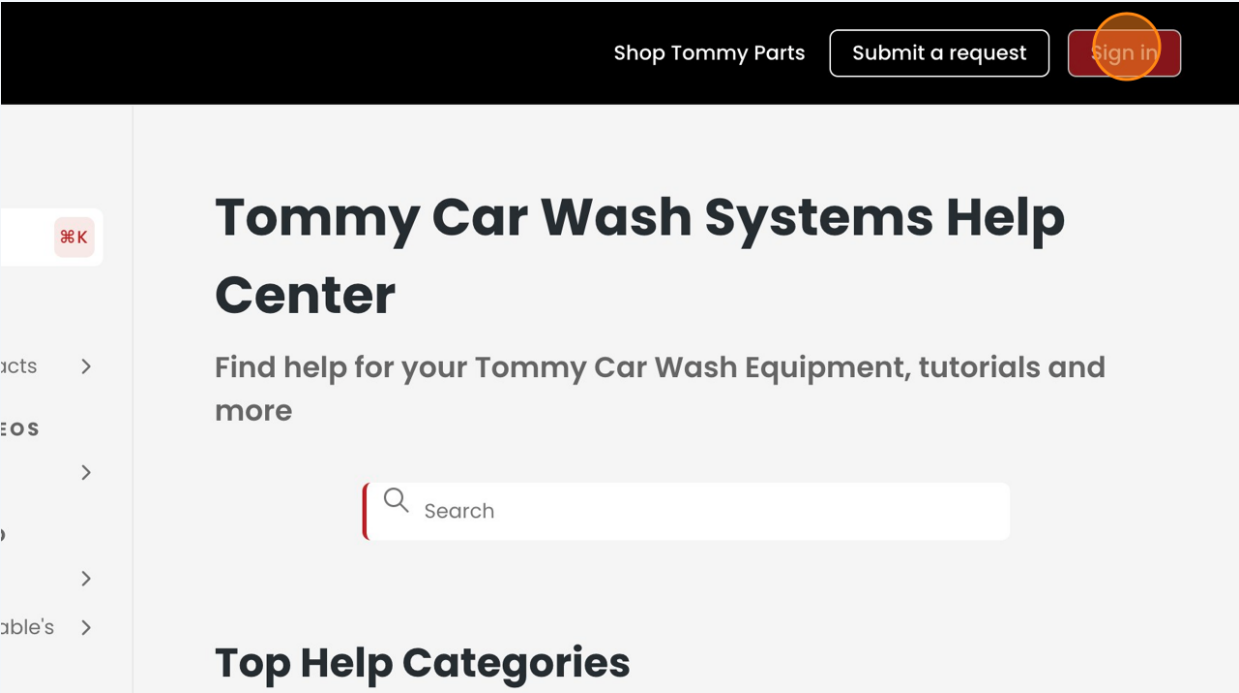 Shop Tommy Parts
Submit a request
Sign in
⌘K
Tommy Car Wash Systems Help
Center
Find help for your Tommy Car Wash Equipment, tutorials and
more
Search
Top Help Categories